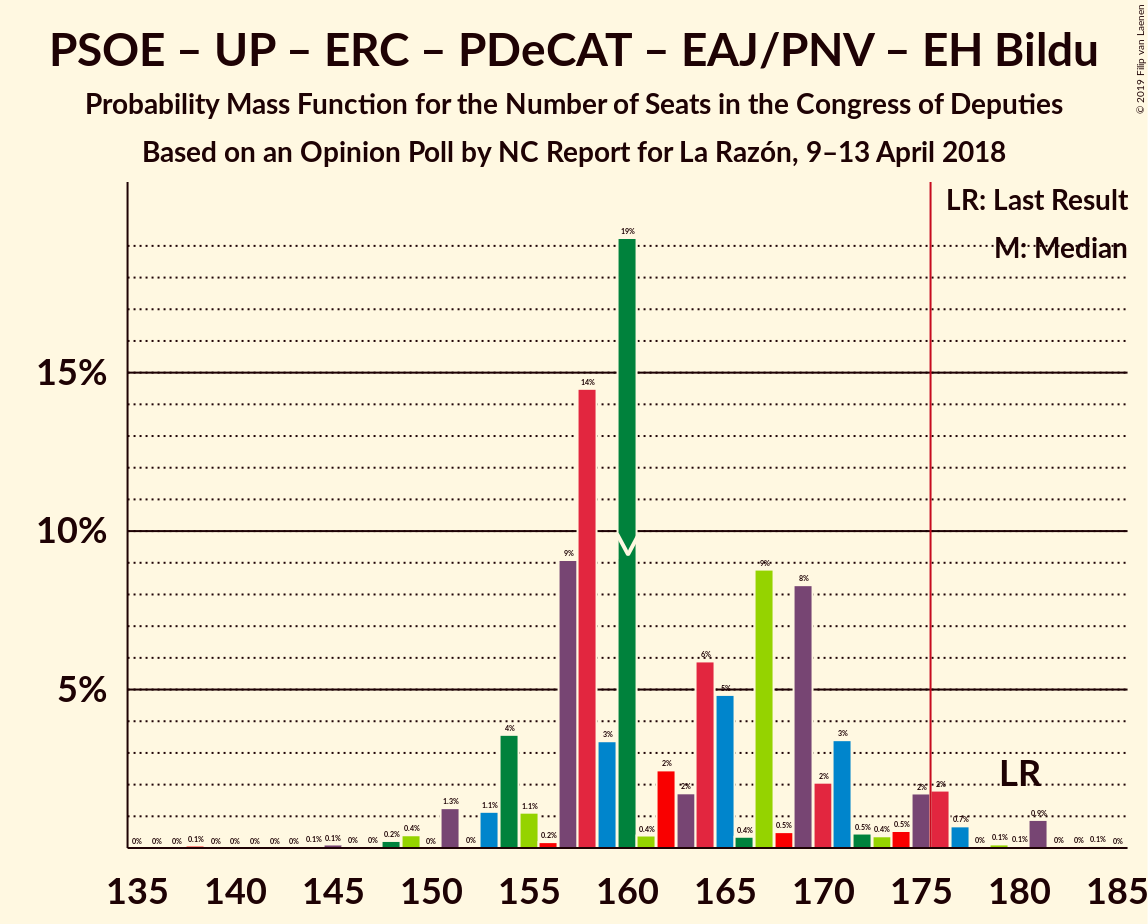 PSOE – UP – ERC – PDeCAT – EAJ/PNV – EH Bildu
Probability Mass Function for the Number of Seats in the Congress of Deputies
Based on an Opinion Poll by NC Report for La Razón, 9–13 April 2018
© 2019 Filip van Laenen
LR: Last Result
M: Median
15%
10%
5%
0% 0% 0% 0.1% 0% 0% 0% 0% 0% 0.1% 0.1% 0% 0% 0.2% 0.4% 0% 1.3% 0% 1.1% 4% 1.1% 0.2% 9% 14% 3% 19% 0.4% 2% 2% 6% 5% 0.4% 9% 0.5% 8% 2% 3% 0.5% 0.4% 0.5% 2% 2% 0.7% 0% 0.1% 0.1% 0.9% 0% 0% 0.1% 0%
LR
135 140 145 150 155 160 165 170 175 180 185